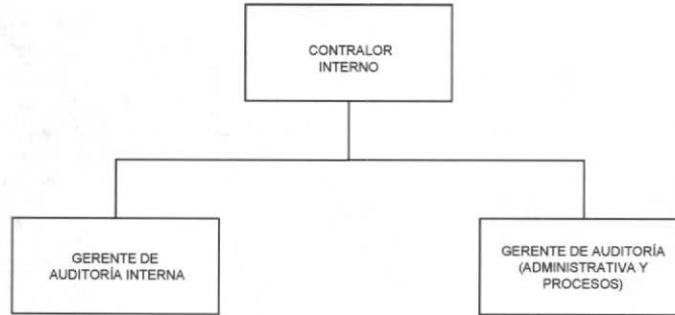 CONTRALOR
INTERNO
GERENTE DE
AUDITORÍA INTERNA
GERENTE DE AUDITORÍA
(ADMINISTRATIVA Y
PROCESOS)